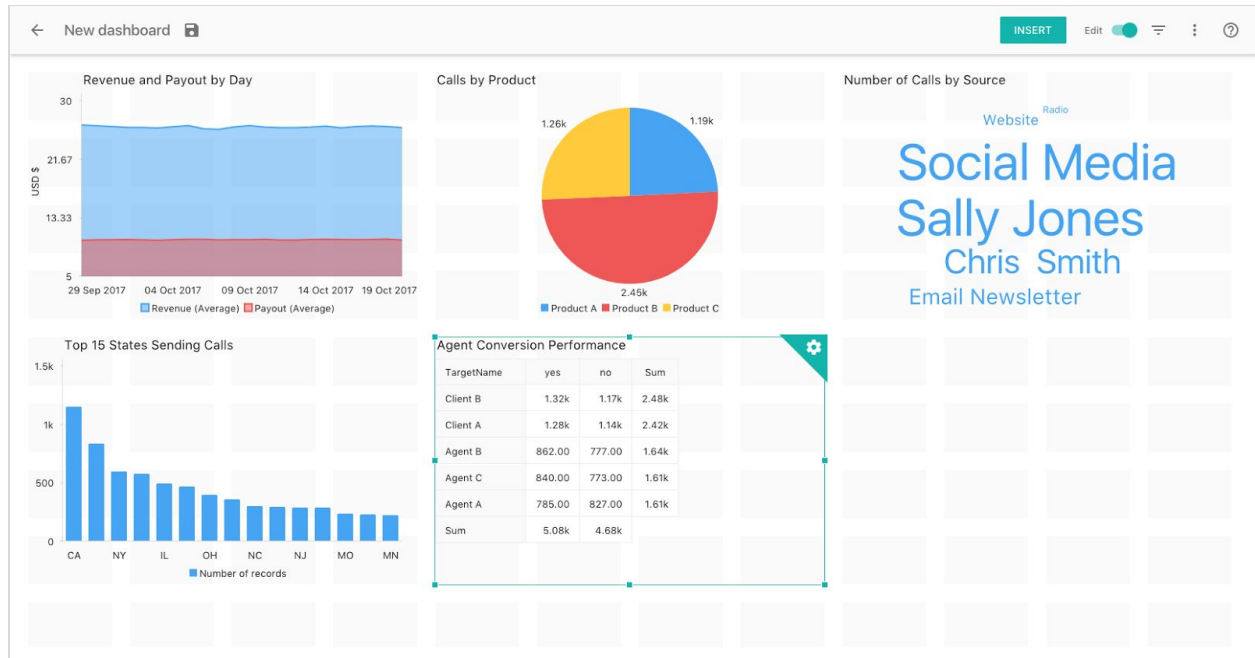 New dashboard
INSERT
Edit
Revenue and Payout by Day
30
21.67
13.33
5
USD $
29 Sep 2017 04 Oct 2017 09 Oct 2017 14 Oct 2017 19 Oct 2017
Revenue (Average) Payout (Average)
Calls by Product
1.26k
1.19k
2.45k
Product A Product B Product C
Number of Calls by Source
Radio
Website
Social Media
Sally Jones
Chris Smith
Email Newsletter
Top 15 States Sending Calls
1.5k
1k
500
0
CA NY IL OH NC NJ MO MN
Number of records
Agent Conversion Performance
TargetName yes no Sum
Client B 1.32k 1.17k 2.48k
Client A 1.28k 1.14k 2.42k
Agent B 862.00 777.00 1.64k
Agent C 840.00 773.00 1.61k
Agent A 785.00 827.00 1.61k
Sum 5.08k 4.68k